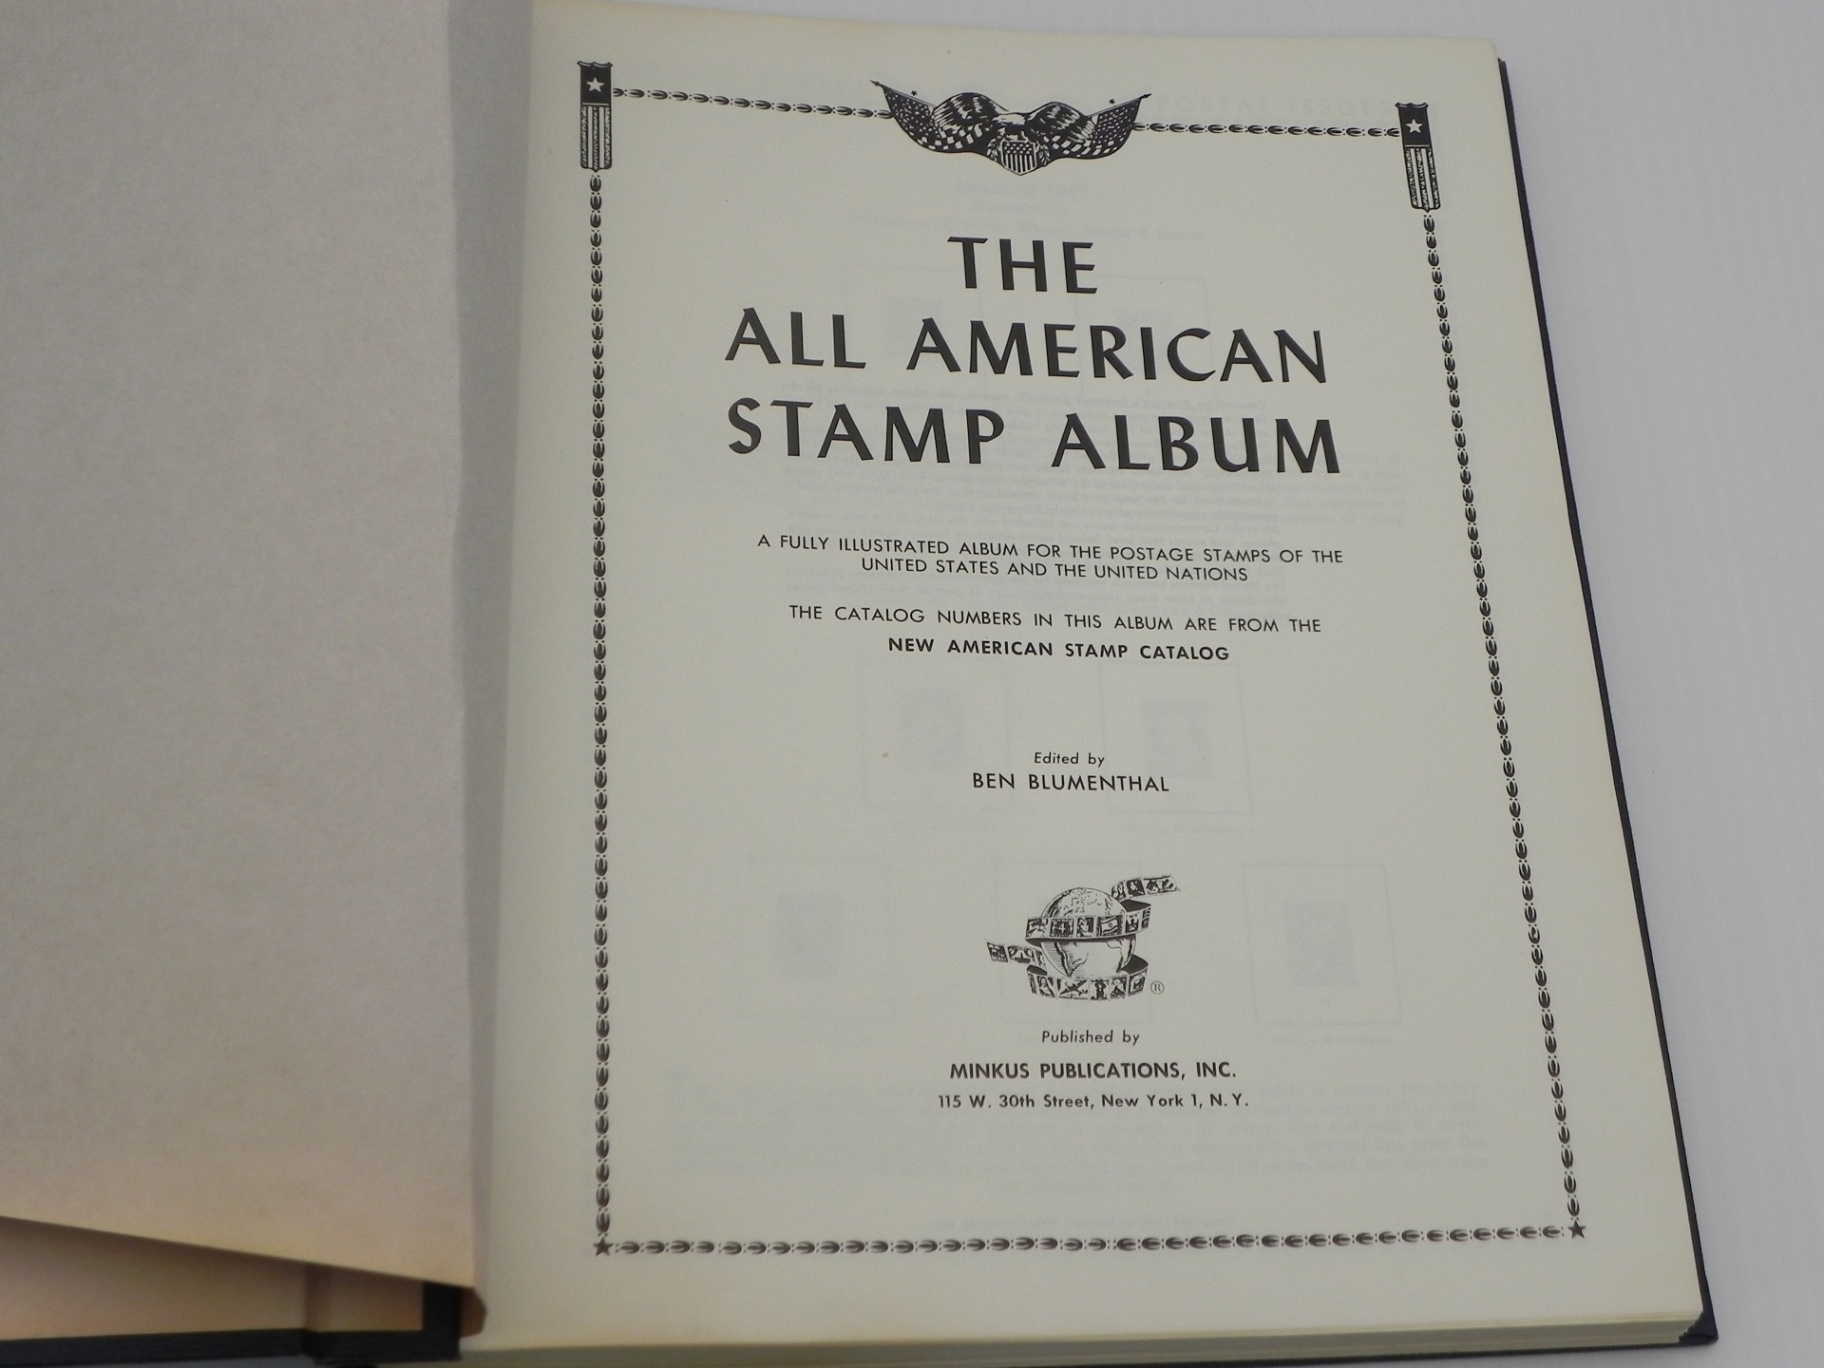 THE
ALL AMERICAN
STAMP ALBUM
A FULLY ILLUSTRATED ALBUM FOR THE POSTAGE STAMPS OF THE
UNITED STATES AND THE UNITED NATIONS
THE CATALOG NUMBERS IN THIS ALBUM ARE FROM THE
NEW AMERICAN STAMP CATALOG
Edited by
BEN BLUMENTHAL
®
Published by
MINKUS PUBLICATIONS, INC.
115 W. 30th Street, New York 1, N. Y.